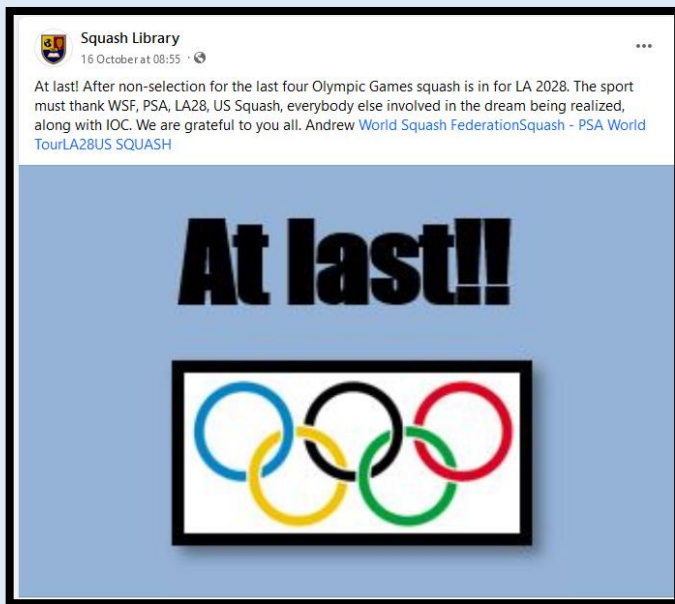 Squash Library
16 October at 08:55 ·
At last! After non-selection for the last four Olympic Games squash is in for LA 2028. The sport
must thank WSF, PSA, LA28, US Squash, everybody else involved in the dream being realized,
along with IOC. We are grateful to you all. Andrew World Squash FederationSquash - PSA World
TourLA28US SQUASH
At last!!